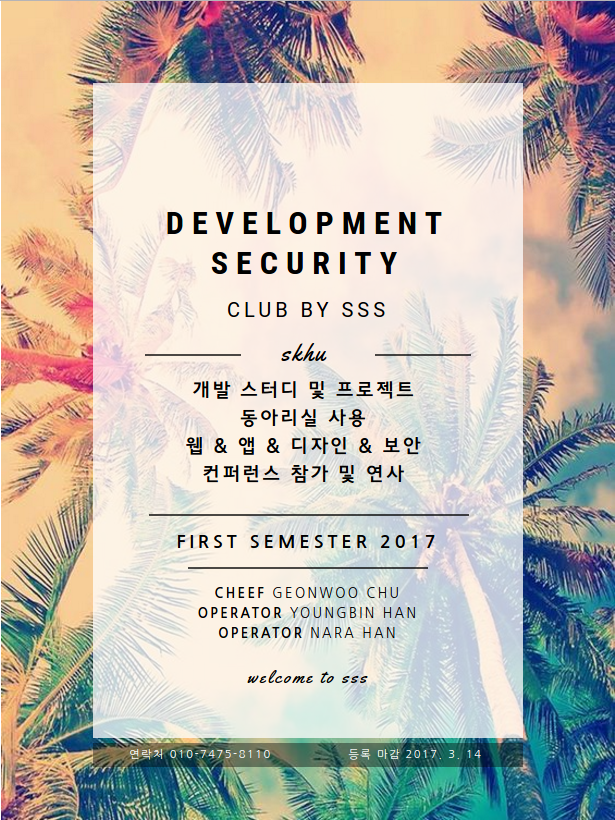 DEVELOPMENT
SECURITY
CLUB BY SSS
skhu
개발 스터디 및 프로젝트
동아리실 사용
웹 & 앱 & 디자인 & 보안
컨퍼런스 참가 및 연사
FIRST SEMESTER 2017
CHEEF GEONWOO CHU
OPERATOR YOUNGBIN HAN
OPERATOR NARA HAN
welcome to sss
연락처 010-7475-8110 등록 마감 2017. 3. 14